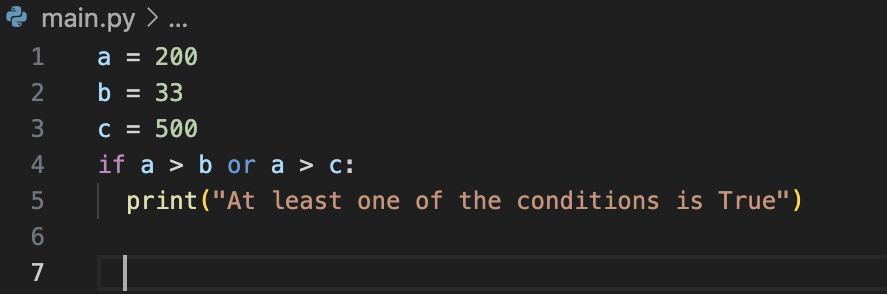 main.py > ...
1 a = 200
2 b = 33
3 c = 500
4 if a > b or a > c:
5   print("At least one of the conditions is True")
6
7